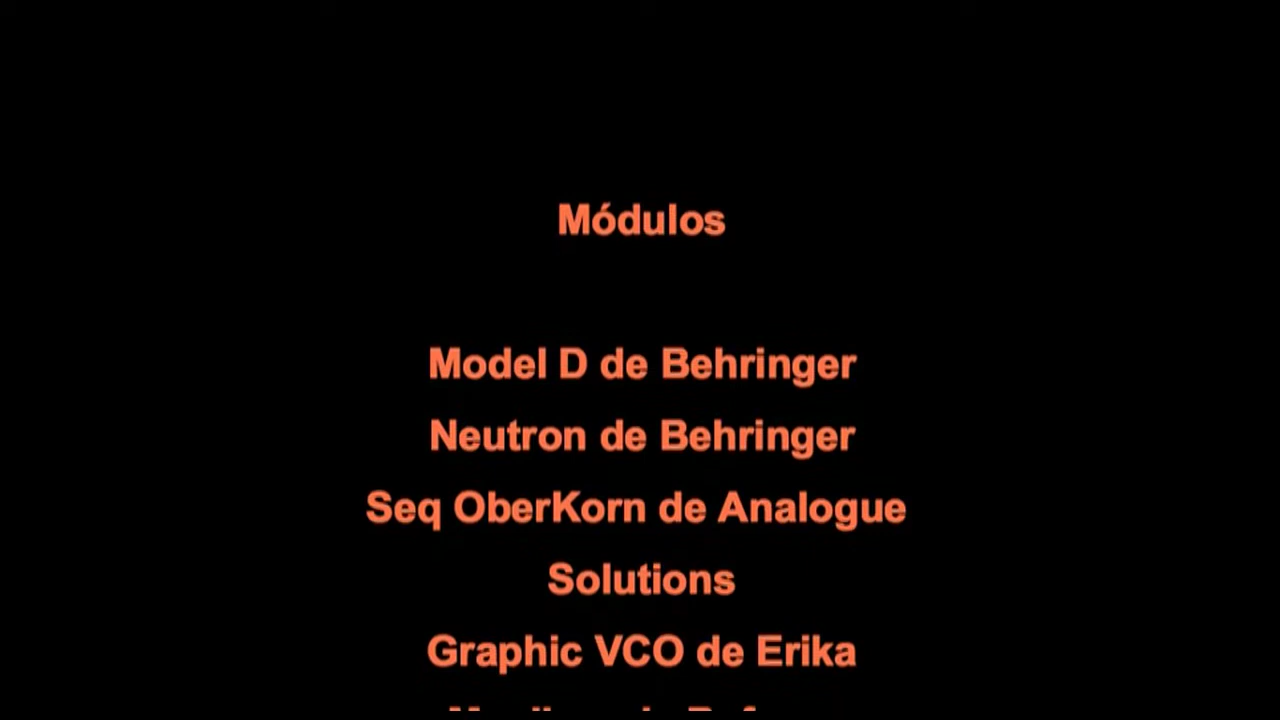 Módulos
Model D de Behringer
Neutron de Behringer
Seq OberKorn de Analogue
Solutions
Graphic VCO de Erika